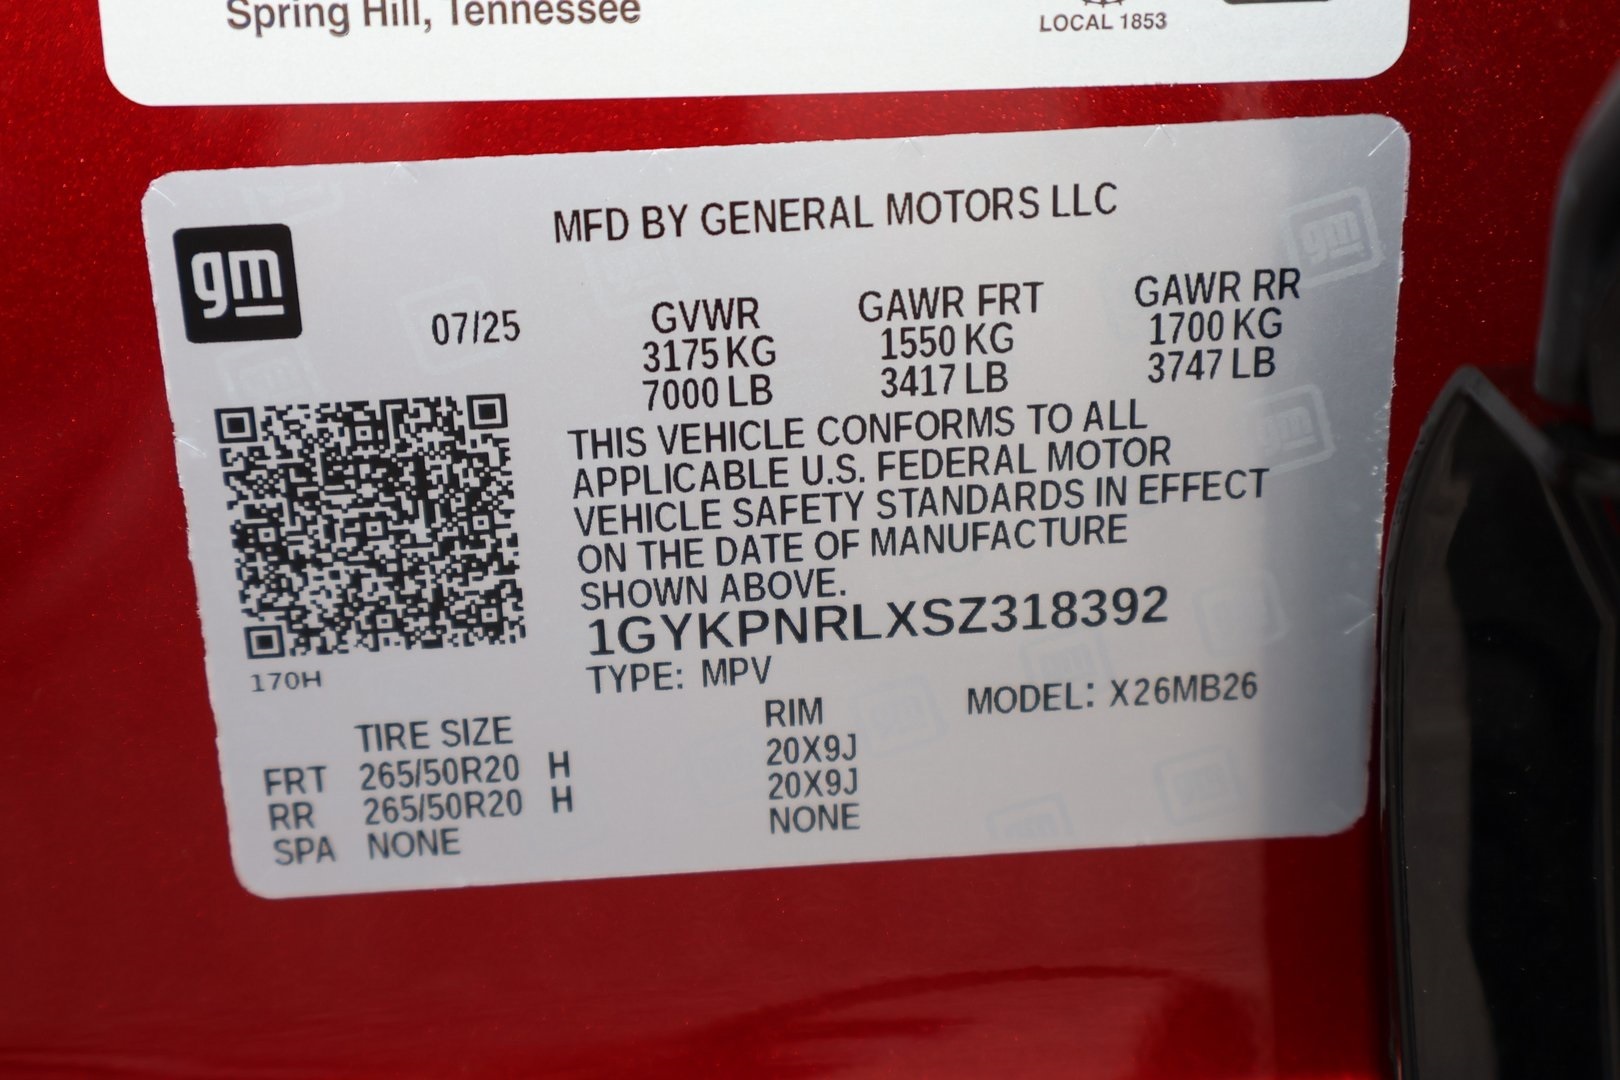 Spring Hill, Tennessee
LOCAL 1853
gm
MFD BY GENERAL MOTORS LLC
07/25
GVWR GAWR FRT GAWR RR
3175 KG 1550 KG 1700 KG
7000 LB 3417 LB 3747 LB
THIS VEHICLE CONFORMS TO ALL
APPLICABLE U.S. FEDERAL MOTOR
VEHICLE SAFETY STANDARDS IN EFFECT
ON THE DATE OF MANUFACTURE
SHOWN ABOVE.
1GYKPNRLXSZ318392
170H
TYPE: MPV
MODEL: X26MB26
TIRE SIZE RIM
FRT 265/50R20 H 20X9J
RR 265/50R20 H 20X9J
SPA NONE NONE